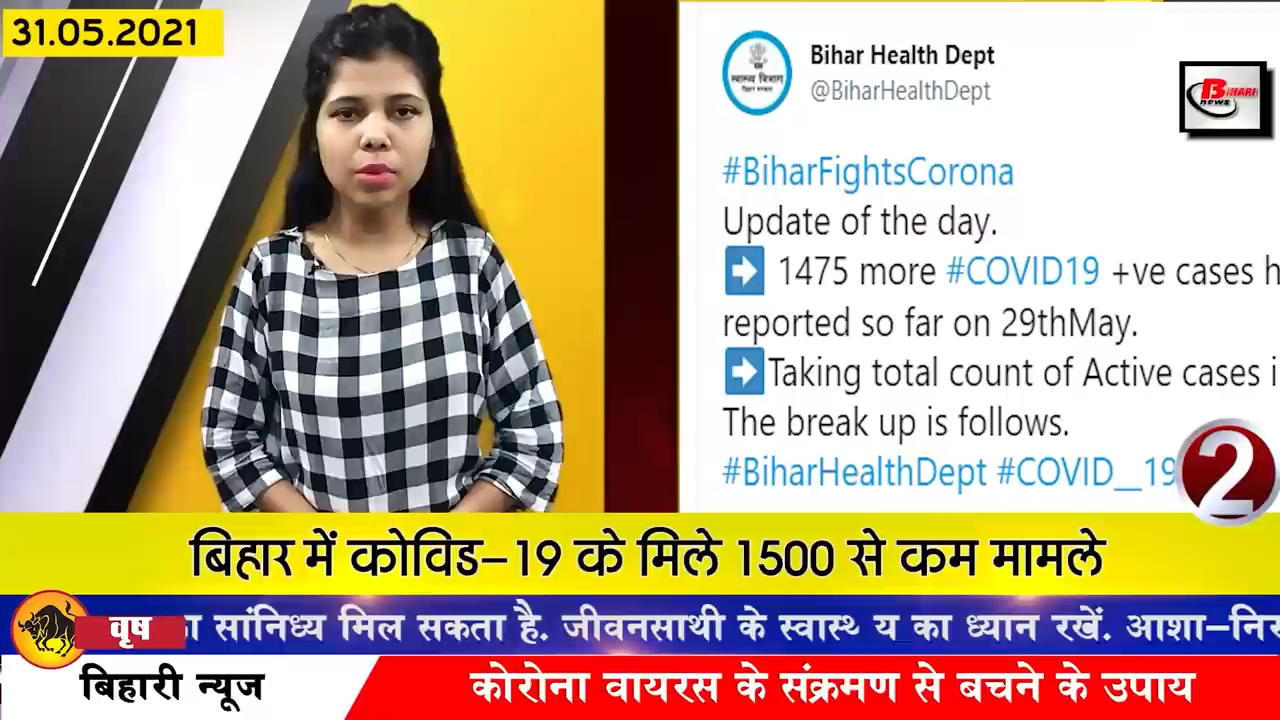 31.05.2021
Bihar Health Dept
@BiharHealthDept
स्वास्थ्य विभाग
BIHARI
news
#BiharFightsCorona
Update of the day.
1475 more #COVID19 +ve cases h
reported so far on 29thMay.
Taking total count of Active cases i
The break up is follows.
#BiharHealthDept #COVID__19
2
बिहार में कोविड-19 के मिले 1500 से कम मामले
वृष
सांनिध्य मिल सकता है. जीवनसाथी के स्वास्थ्‍ य का ध्यान रखें. आशा-निर
बिहारी न्यूज
कोरोना वायरस के संक्रमण से बचने के उपाय